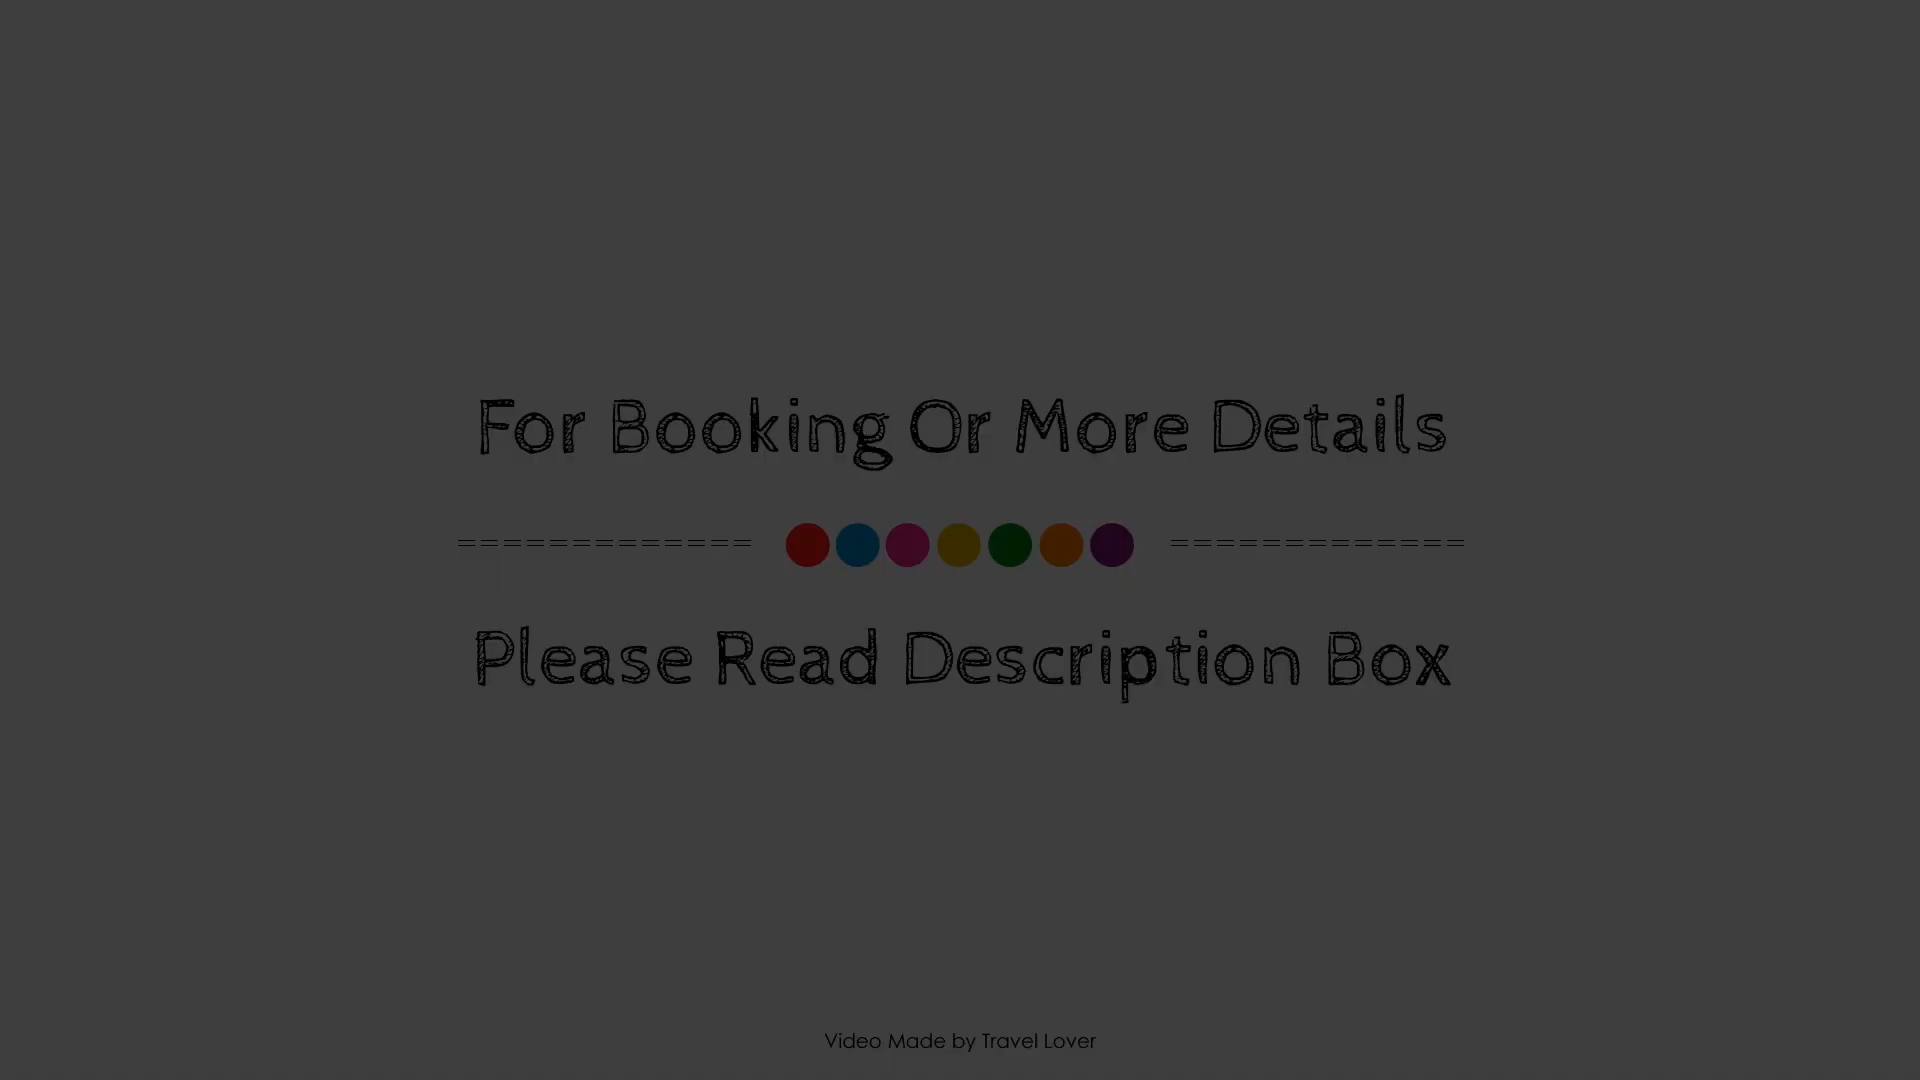 For Booking Or More Details
============= =============
Please Read Description Box
Video Made by Travel Lover